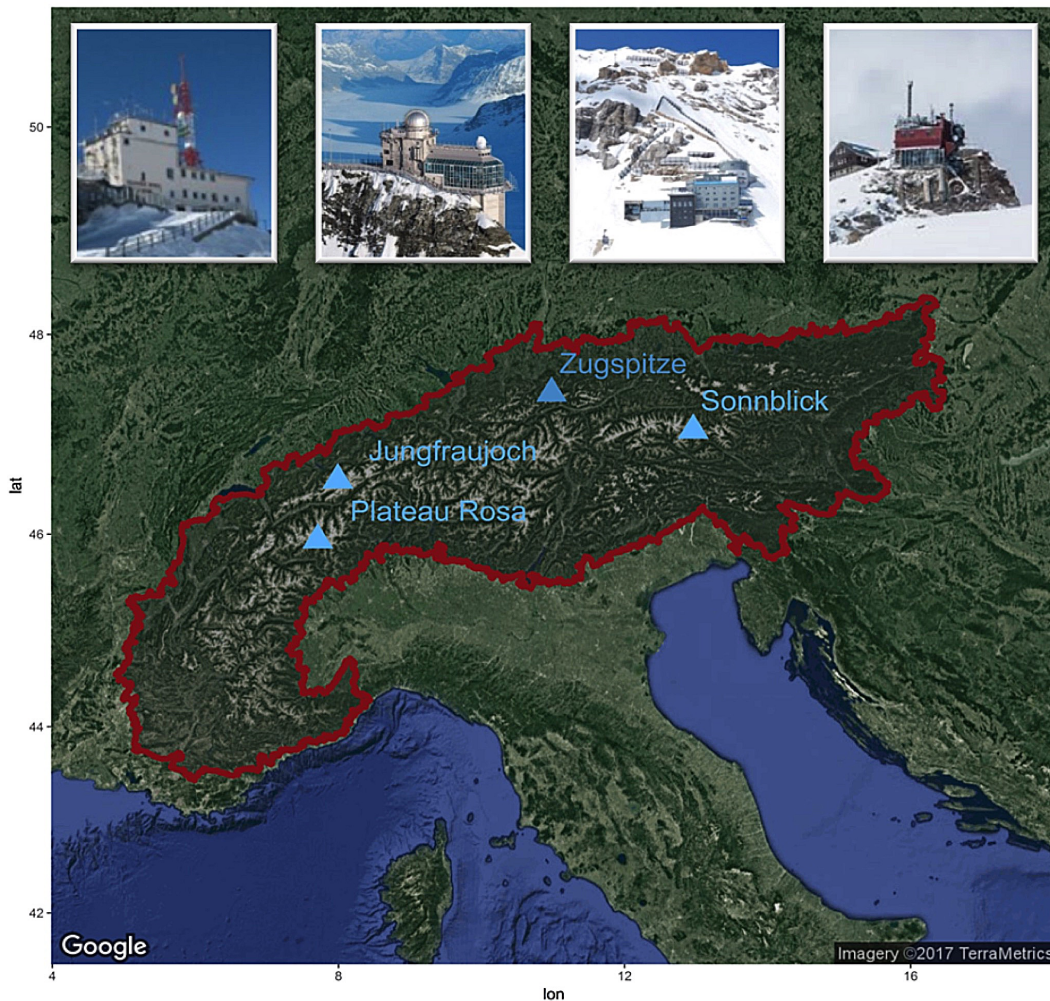 50
48
Zugspitze
Sonnblick
Jungfraujoch
Plateau Rosa
lat
46
44
42
Google
Imagery ©2017 TerraMetrics
4
8
12
16
lon